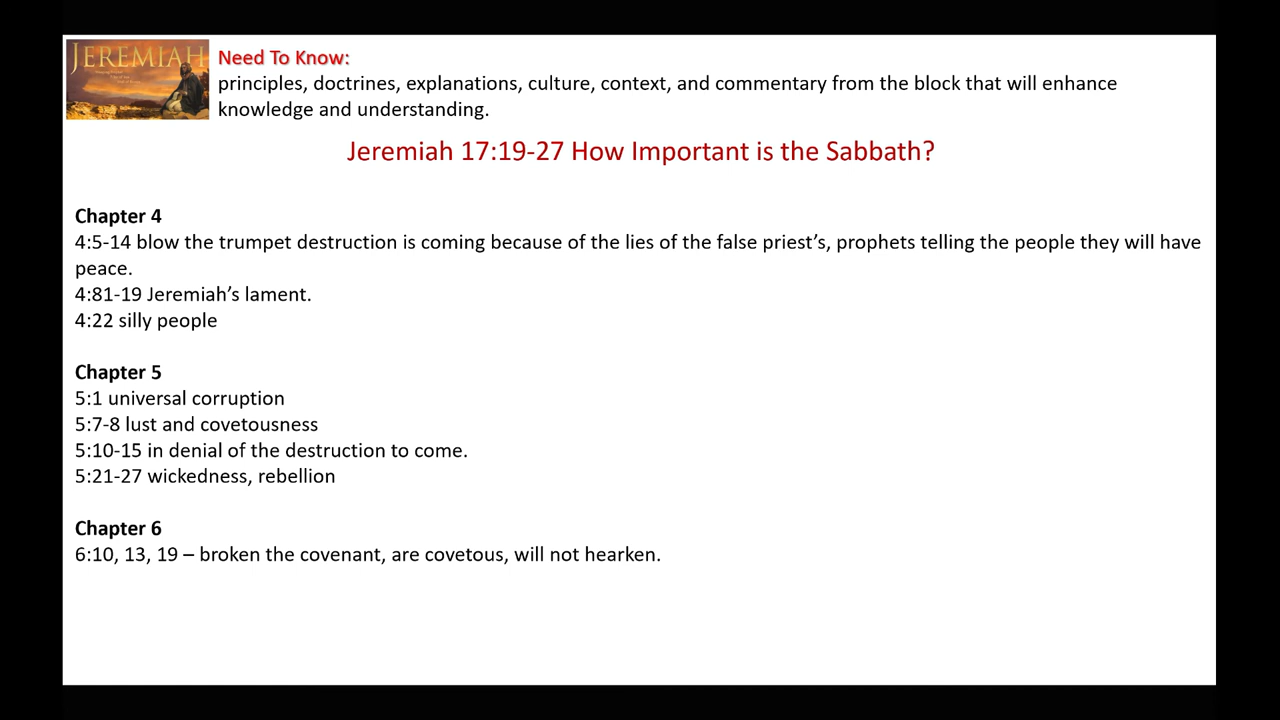 JEREMIAH
Need To Know:
principles, doctrines, explanations, culture, context, and commentary from the block that will enhance
knowledge and understanding.
Jeremiah 17:19-27 How Important is the Sabbath?
Chapter 4
4:5-14 blow the trumpet destruction is coming because of the lies of the false priest’s, prophets telling the people they will have
peace.
4:81-19 Jeremiah’s lament.
4:22 silly people
Chapter 5
5:1 universal corruption
5:7-8 lust and covetousness
5:10-15 in denial of the destruction to come.
5:21-27 wickedness, rebellion
Chapter 6
6:10, 13, 19 – broken the covenant, are covetous, will not hearken.